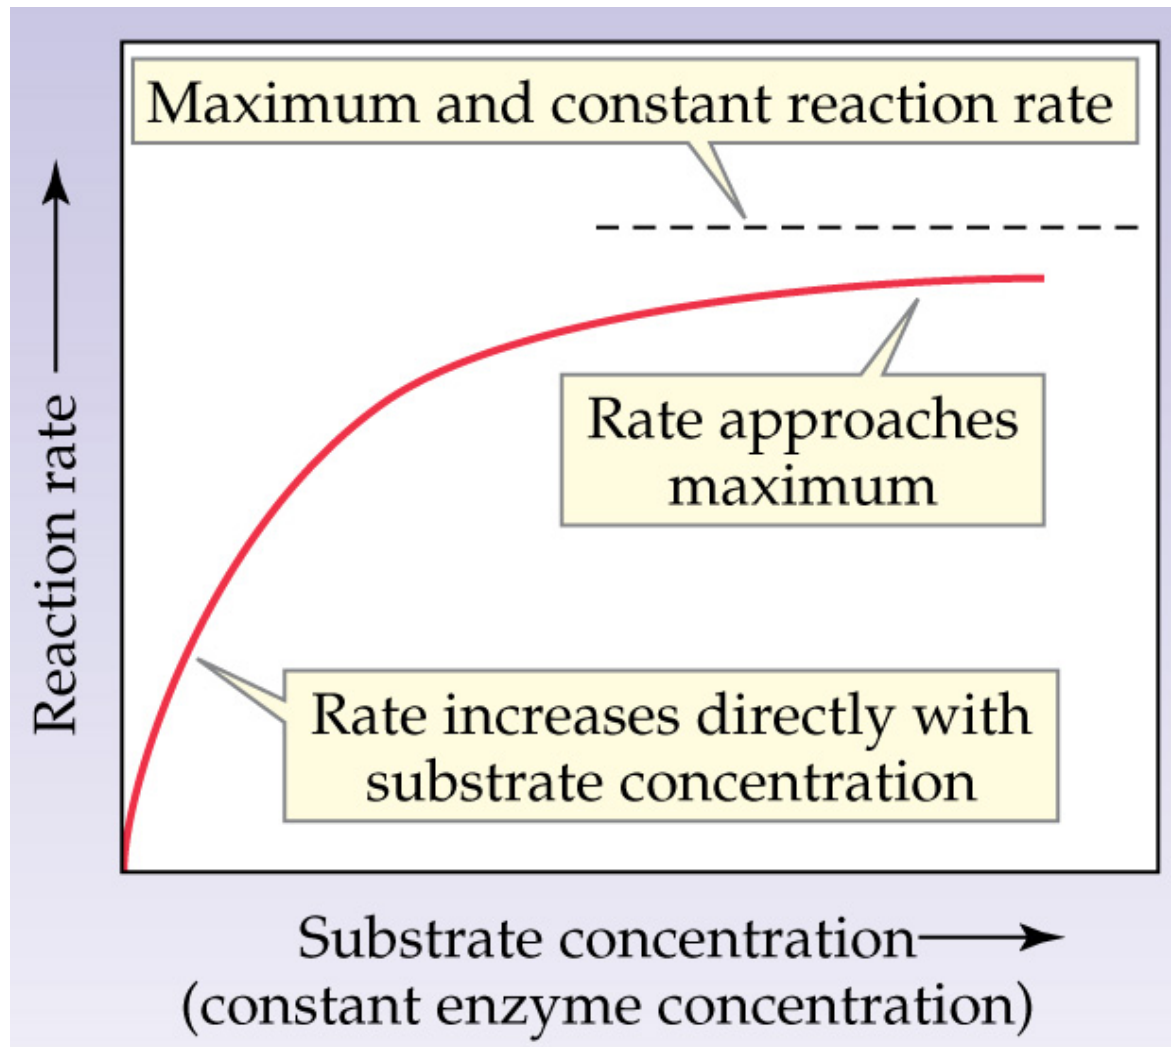 Maximum and constant reaction rate
Reaction rate
Rate approaches
maximum
Rate increases directly with
substrate concentration
Substrate concentration
(constant enzyme concentration)